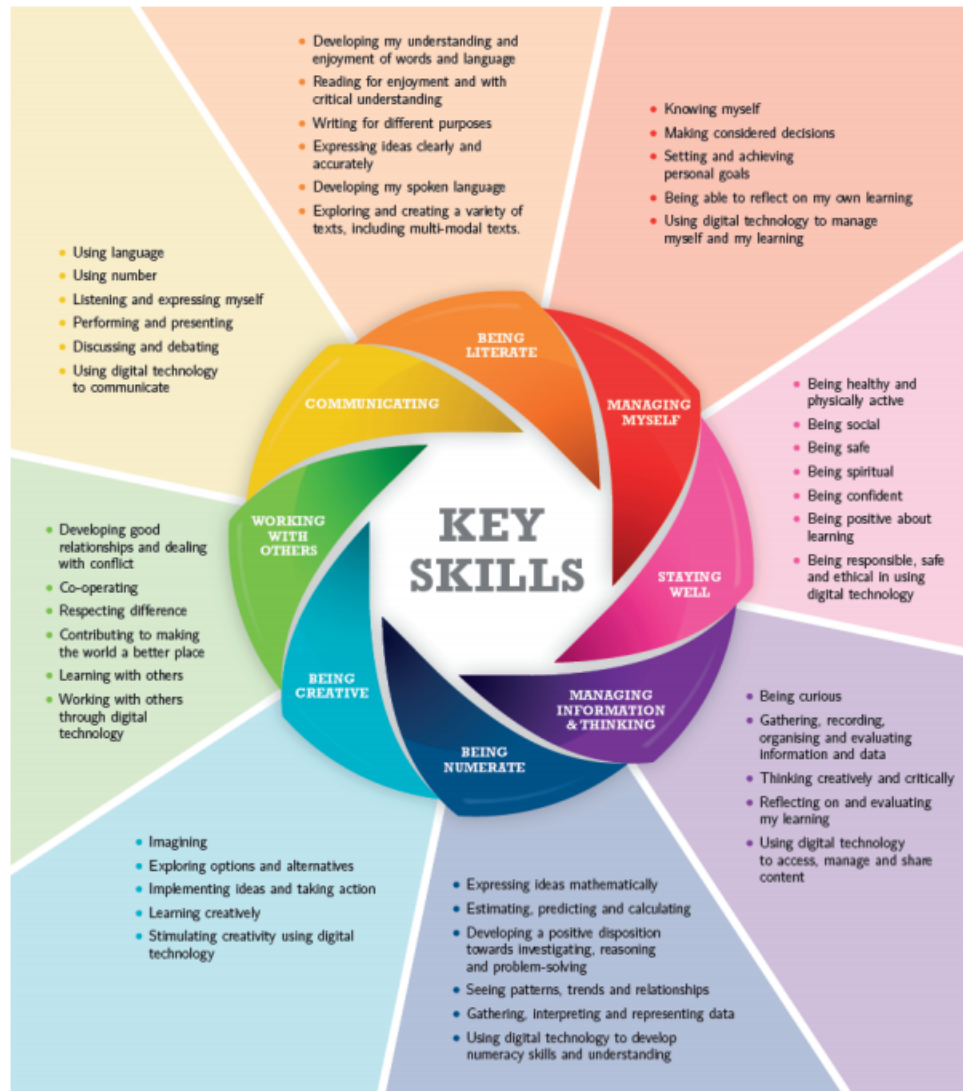 • Developing my understanding and
enjoyment of words and language
• Reading for enjoyment and with
critical understanding
• Writing for different purposes
• Expressing ideas clearly and
accurately
• Developing my spoken language
• Exploring and creating a variety of
texts, including multi-modal texts.
• Knowing myself
• Making considered decisions
• Setting and achieving
personal goals
• Being able to reflect on my own learning
• Using digital technology to manage
myself and my learning
• Using language
• Using number
• Listening and expressing myself
• Performing and presenting
• Discussing and debating
• Using digital technology
to communicate
BEING
LITERATE
COMMUNICATING
MANAGING
MYSELF
• Being healthy and
physically active
• Being social
• Being safe
• Being spiritual
• Being confident
• Being positive about
learning
• Being responsible, safe
and ethical in using
digital technology
• Developing good
relationships and dealing
with conflict
• Co-operating
• Respecting difference
• Contributing to making
the world a better place
• Learning with others
• Working with others
through digital
technology
WORKING
WITH
OTHERS
KEY
SKILLS
STAYING
WELL
BEING
CREATIVE
MANAGING
INFORMATION
& THINKING
BEING
NUMERATE
• Being curious
• Gathering, recording,
organising and evaluating
information and data
• Thinking creatively and critically
• Reflecting on and evaluating
my learning
• Using digital technology
to access, manage and share
content
• Imagining
• Exploring options and alternatives
• Implementing ideas and taking action
• Learning creatively
• Stimulating creativity using digital
technology
• Expressing ideas mathematically
• Estimating, predicting and calculating
• Developing a positive disposition
towards investigating, reasoning
and problem-solving
• Seeing patterns, trends and relationships
• Gathering, interpreting and representing data
• Using digital technology to develop
numeracy skills and understanding